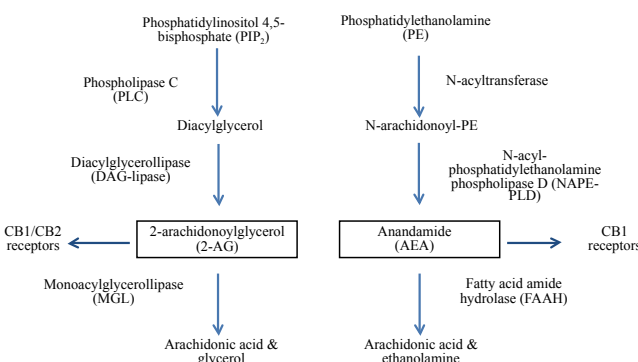 Phosphatidylinositol 4,5-
bisphosphate (PIP₂)
Phosphatidylethanolamine
(PE)
Phospholipase C
(PLC)
N-acyltransferase
Diacylglycerol
N-arachidonoyl-PE
Diacylglycerollipase
(DAG-lipase)
N-acyl-
phosphatidylethanolamine
phospholipase D (NAPE-
PLD)
CB1/CB2
receptors
2-arachidonoylglycerol
(2-AG)
Anandamide
(AEA)
CB1
receptors
Monoacylglycerollipase
(MGL)
Fatty acid amide
hydrolase (FAAH)
Arachidonic acid &
glycerol
Arachidonic acid &
ethanolamine